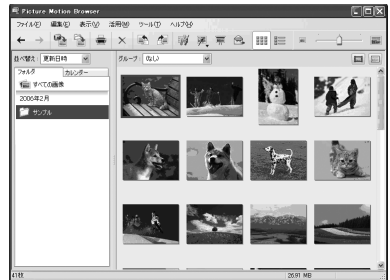 Picture Motion Browser
ファイル(F) 編集(E) 表示(V) 活用(M) ツール(T) ヘルプ(H)
並べ替え: 更新日時 グループ (なし)
フォルダ カレンダー
すべての画像
2006年2月
サンプル
41枚 26.91 MB